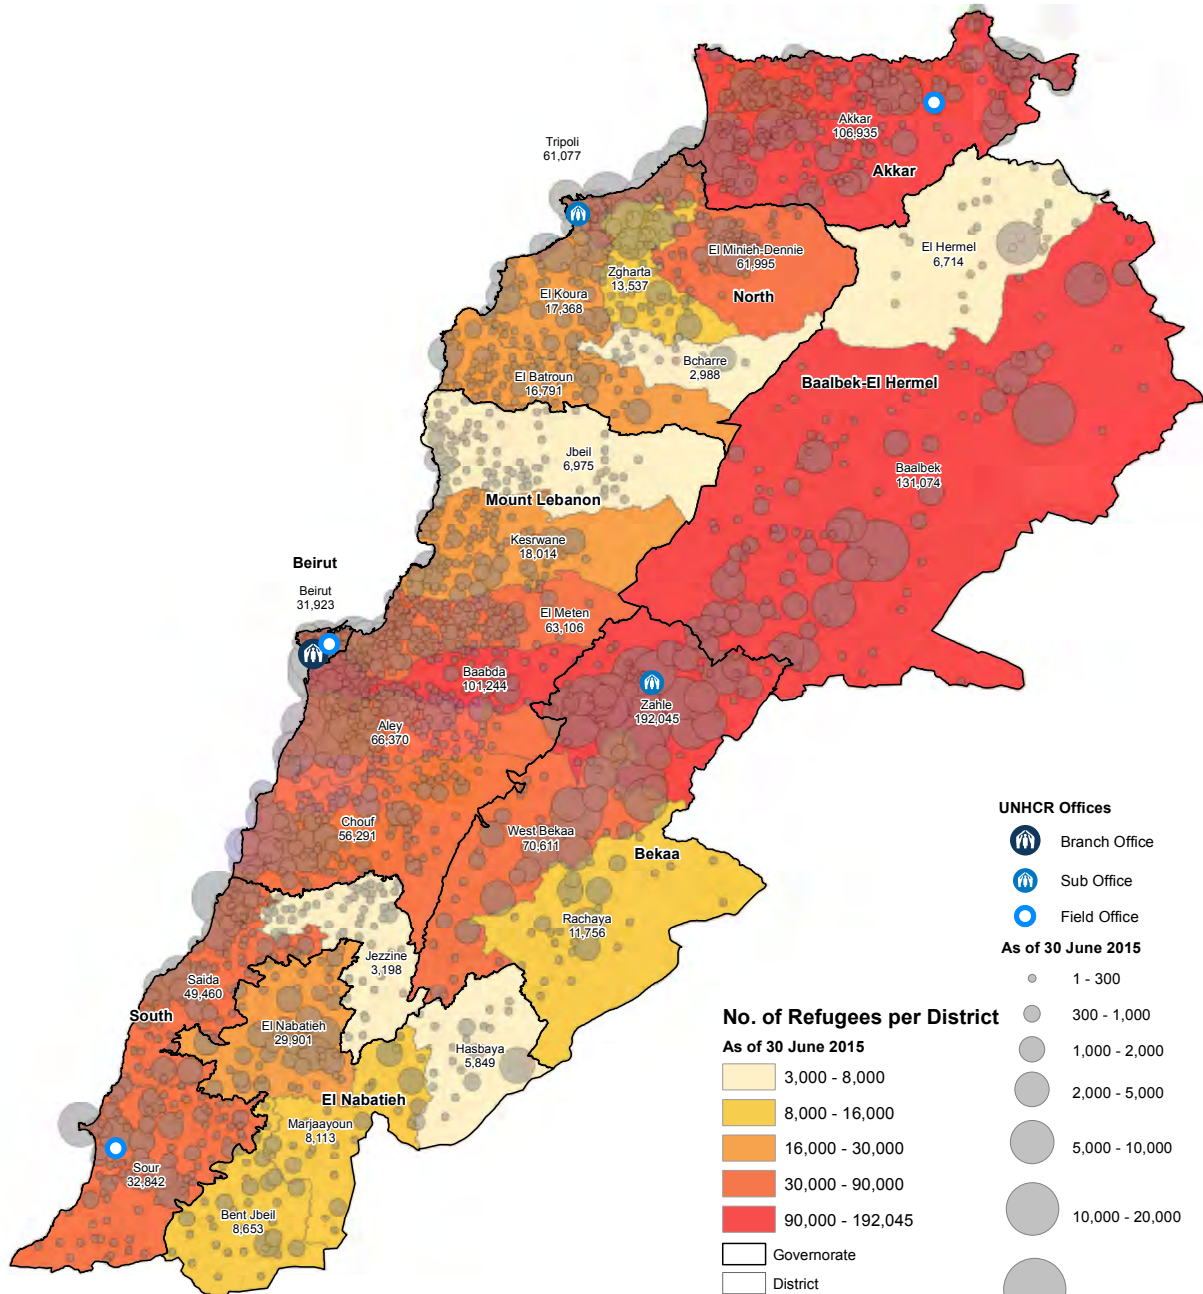 Akkar
106,935
Akkar
Tripoli
61,077
El Hermel
6,714
El Minieh-Dennie
61,995
Zgharta
13,537
North
El Koura
17,368
Bcharre
2,988
El Batroun
16,791
Baalbek-El Hermel
Jbeil
6,975
Baalbek
131,074
Mount Lebanon
Kesrwane
18,014
Beirut
Beirut
31,923
El Meten
63,106
Baabda
101,244
Zahle
192,045
Aley
66,370
Chouf
56,291
West Bekaa
70,611
Bekaa
Rachaya
11,756
Jezzine
3,198
Saida
49,460
South
El Nabatieh
29,901
Hasbaya
5,849
El Nabatieh
Marjaayoun
8,113
Sour
32,842
Bent Jbeil
8,653
UNHCR Offices
Branch Office
Sub Office
Field Office
As of 30 June 2015
1 - 300
300 - 1,000
1,000 - 2,000
2,000 - 5,000
5,000 - 10,000
10,000 - 20,000
No. of Refugees per District
As of 30 June 2015
3,000 - 8,000
8,000 - 16,000
16,000 - 30,000
30,000 - 90,000
90,000 - 192,045
Governorate
District